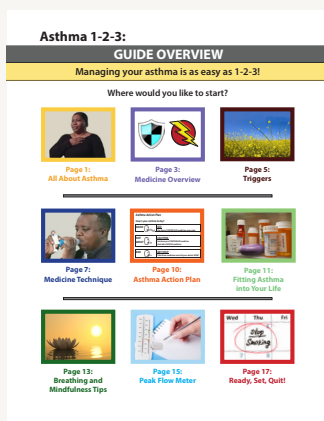 Asthma 1-2-3:
GUIDE OVERVIEW
Managing your asthma is as easy as 1-2-3!
Where would you like to start?
Page 1:
All About Asthma
Page 3:
Medicine Overview
Page 5:
Triggers
Page 7:
Medicine Technique
Asthma Action Plan
Page 10:
Asthma Action Plan
Page 11:
Fitting Asthma
into Your Life
Page 13:
Breathing and
Mindfulness Tips
Page 15:
Peak Flow Meter
Wed Thu Fri
Stop
Smoking
Page 17:
Ready, Set, Quit!